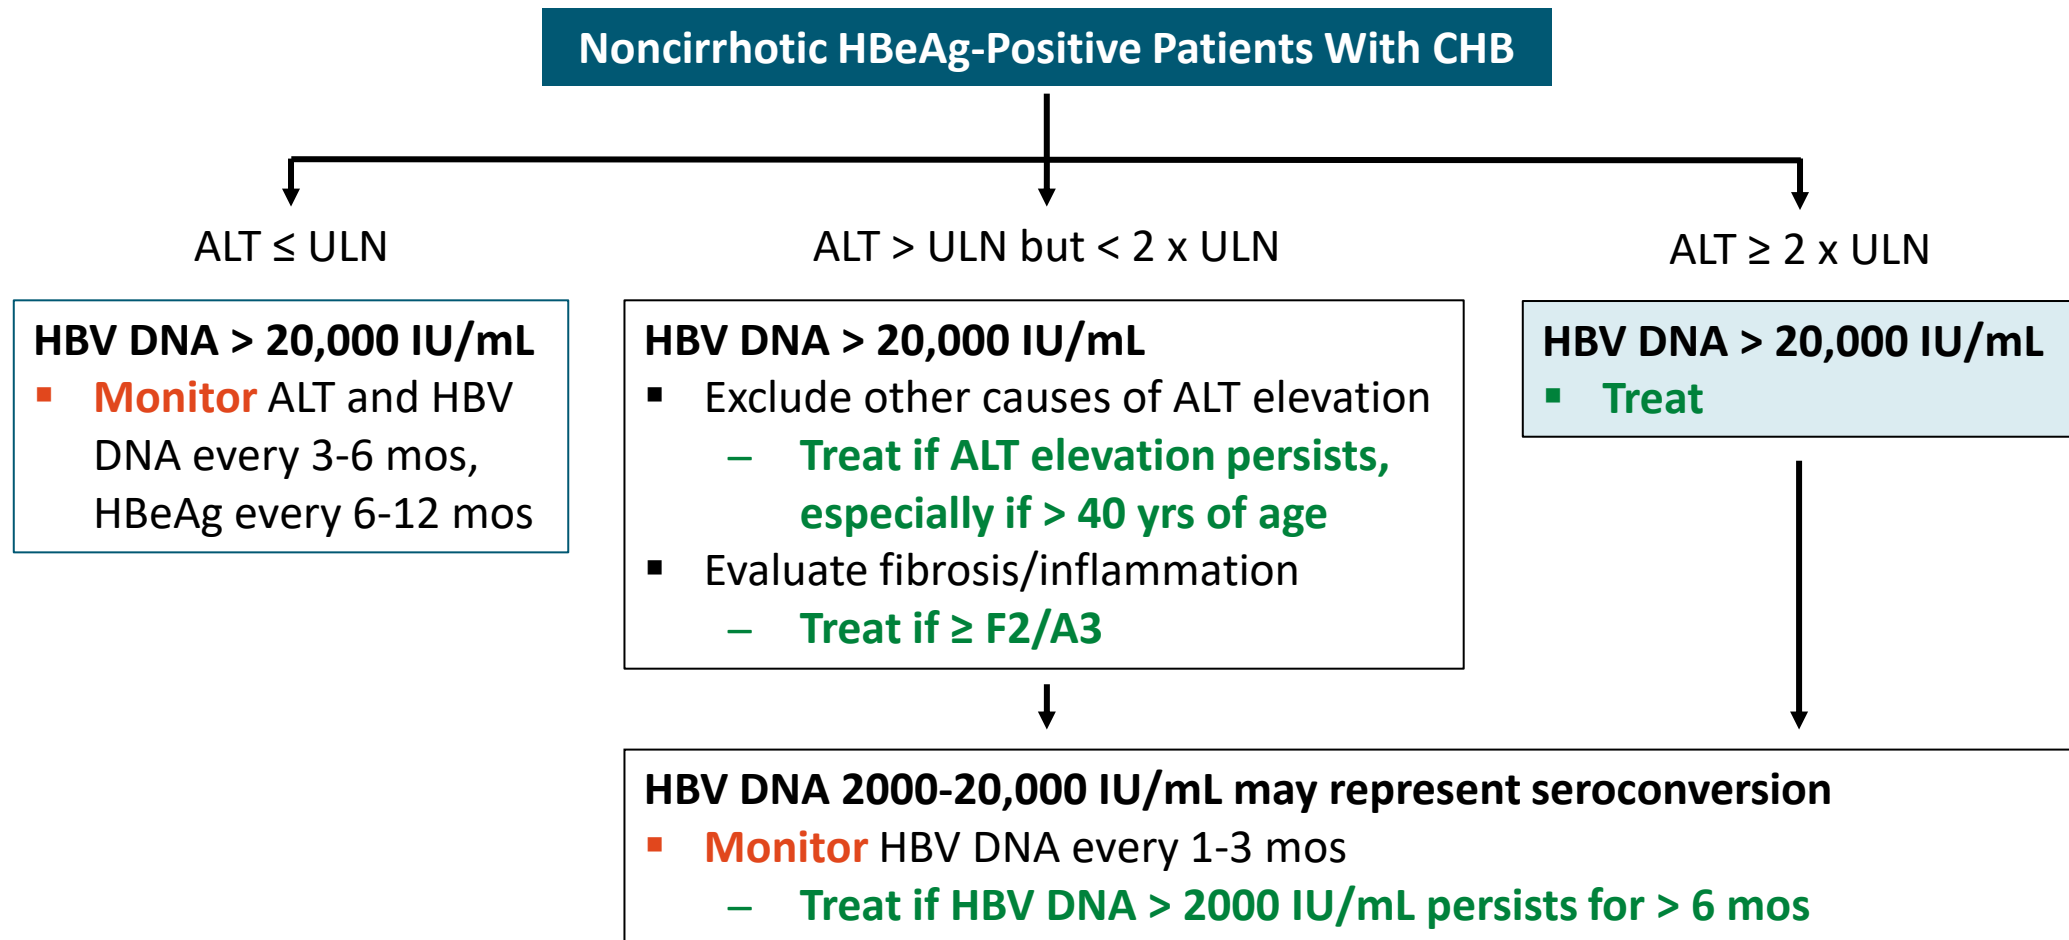 Noncirrhotic HBeAg-Positive Patients With CHB
ALT ≤ ULN
HBV DNA > 20,000 IU/mL
▪ Monitor ALT and HBV
DNA every 3-6 mos,
HBeAg every 6-12 mos
ALT > ULN but < 2 x ULN
HBV DNA > 20,000 IU/mL
▪ Exclude other causes of ALT elevation
– Treat if ALT elevation persists,
especially if > 40 yrs of age
▪ Evaluate fibrosis/inflammation
– Treat if ≥ F2/A3
ALT ≥ 2 x ULN
HBV DNA > 20,000 IU/mL
▪ Treat
HBV DNA 2000-20,000 IU/mL may represent seroconversion
▪ Monitor HBV DNA every 1-3 mos
– Treat if HBV DNA > 2000 IU/mL persists for > 6 mos